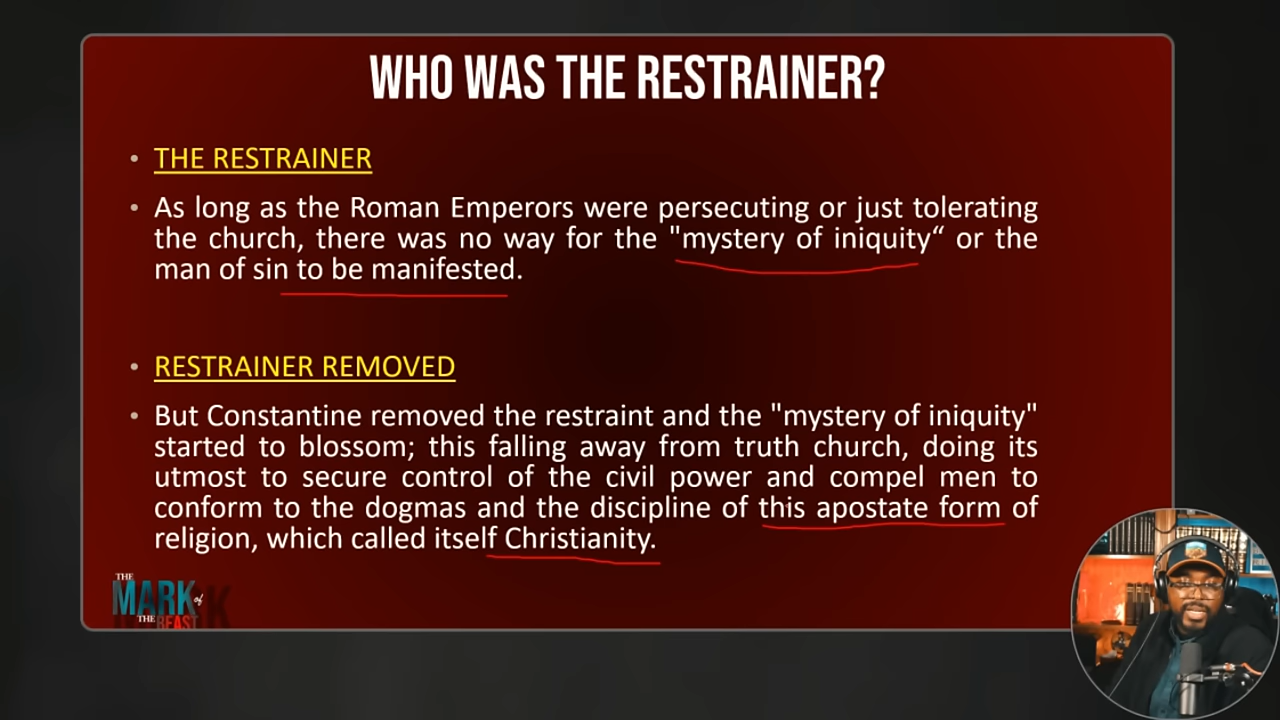 WHO WAS THE RESTRAINER?
• THE RESTRAINER
• As long as the Roman Emperors were persecuting or just tolerating
the church, there was no way for the "mystery of iniquity“ or the
man of sin to be manifested.
• RESTRAINER REMOVED
• But Constantine removed the restraint and the "mystery of iniquity"
started to blossom; this falling away from truth church, doing its
utmost to secure control of the civil power and compel men to
conform to the dogmas and the discipline of this apostate form of
religion, which called itself Christianity.
THE
MARK of
THE BEAST